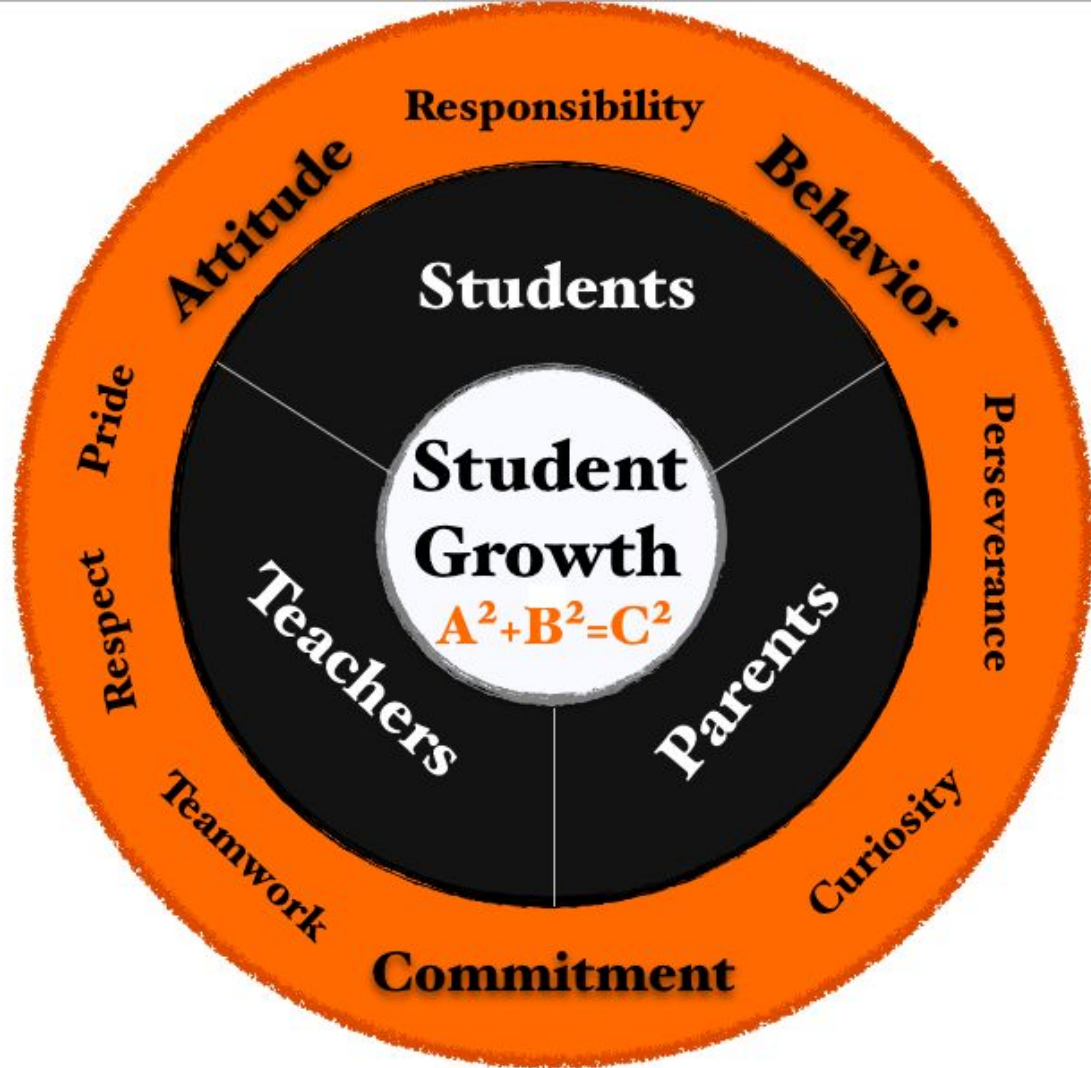 Responsibility
Attitude
Behavior
Students
Pride
Perseverance
Student
Growth
A²+B²=C²
Respect
Teachers
Parents
Teamwork
Curiosity
Commitment